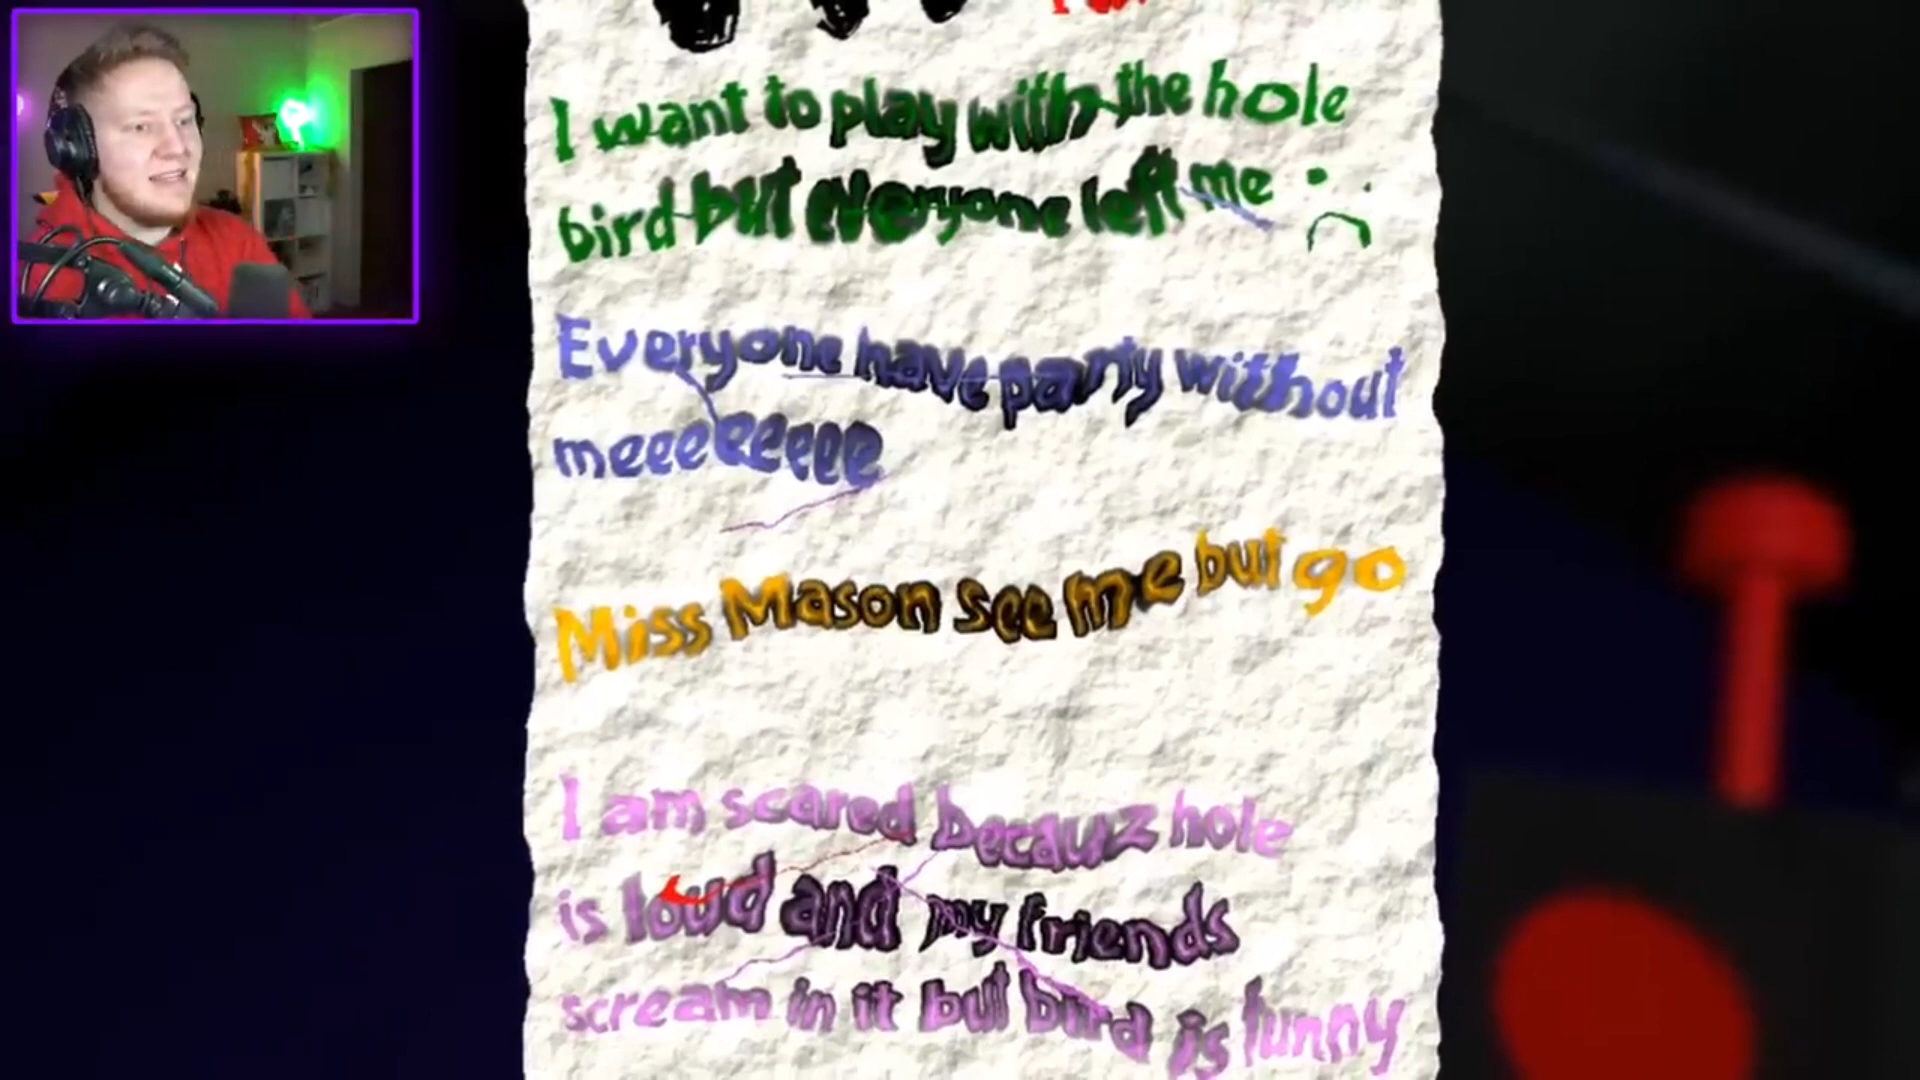 I want to play with the hole
bird but everyone left me
Everyone have party without
meeeeeeee
Miss Mason see me but go
I am scared becauz hole
is loud and my friends
scream in it but bird is funny